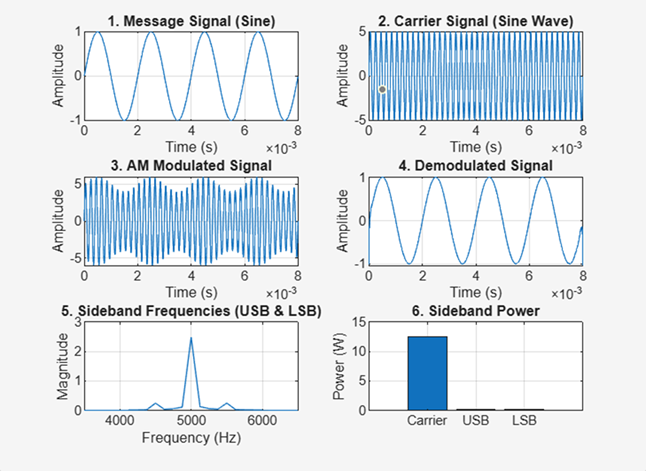 1. Message Signal (Sine)
1
0
-1
Amplitude
0 2 4 6 8
Time (s) ×10⁻³
2. Carrier Signal (Sine Wave)
5
0
-5
Amplitude
0 2 4 6 8
Time (s) ×10⁻³
3. AM Modulated Signal
5
0
-5
Amplitude
0 2 4 6 8
Time (s) ×10⁻³
4. Demodulated Signal
1
0
-1
Amplitude
0 2 4 6 8
Time (s) ×10⁻³
5. Sideband Frequencies (USB & LSB)
3
2
1
0
Magnitude
4000 5000 6000
Frequency (Hz)
6. Sideband Power
15
10
5
0
Power (W)
Carrier USB LSB